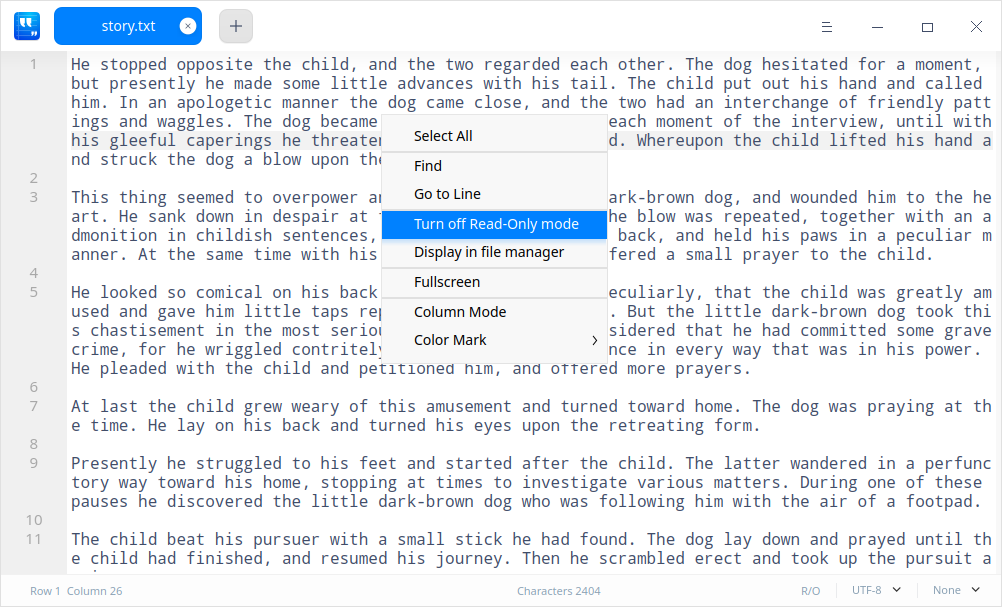 story.txt
1 He stopped opposite the child, and the two regarded each other. The dog hesitated for a moment,
but presently he made some little advances with his tail. The child put out his hand and called
him. In an apologetic manner the dog came close, and the two had an interchange of friendly patt
ings and waggles. The dog became each moment of the interview, until with
his gleeful caperings he threaten d. Whereupon the child lifted his hand a
nd struck the dog a blow upon the
2
3 This thing seemed to overpower an ark-brown dog, and wounded him to the he
art. He sank down in despair at he blow was repeated, together with an a
dmonition in childish sentences, back, and held his paws in a peculiar m
anner. At the same time with his ffered a small prayer to the child.
4
5 He looked so comical on his back eculiarly, that the child was greatly am
used and gave him little taps rep . But the little dark-brown dog took thi
s chastisement in the most seriou sidered that he had committed some grave
crime, for he wriggled contritely nce in every way that was in his power.
He pleaded with the child and petitioned him, and offered more prayers.
6
7 At last the child grew weary of this amusement and turned toward home. The dog was praying at th
e time. He lay on his back and turned his eyes upon the retreating form.
8
9 Presently he struggled to his feet and started after the child. The latter wandered in a perfunc
tory way toward his home, stopping at times to investigate various matters. During one of these
pauses he discovered the little dark-brown dog who was following him with the air of a footpad.
10
11 The child beat his pursuer with a small stick he had found. The dog lay down and prayed until th
e child had finished, and resumed his journey. Then he scrambled erect and took up the pursuit a
Select All
Find
Go to Line
Turn off Read-Only mode
Display in file manager
Fullscreen
Column Mode
Color Mark
Row 1 Column 26 Characters 2404 R/O UTF-8 None